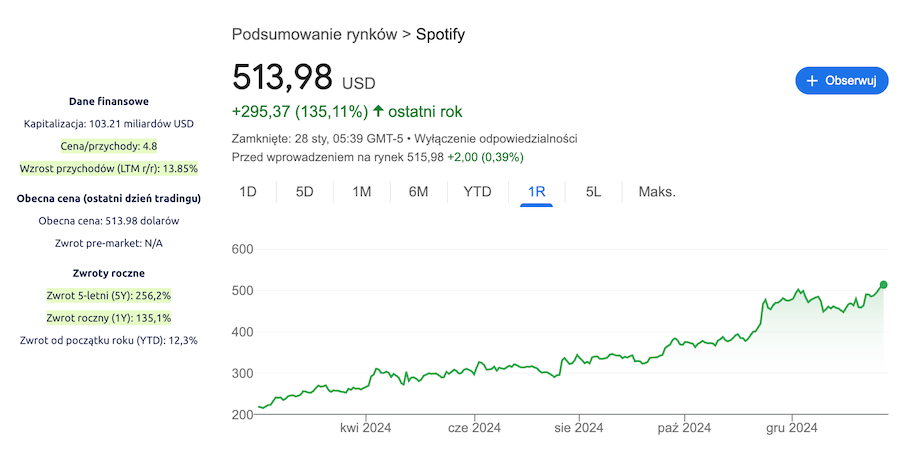 Dane finansowe
Kapitalizacja: 103.21 miliardów USD
Cena/przychody: 4.8
Wzrost przychodów (LTM r/r): 13.85%
Obecna cena (ostatni dzień tradingu)
Obecna cena: 513.98 dolarów
Zwrot pre-market: N/A
Zwroty roczne
Zwrot 5-letni (5Y): 256,2%
Zwrot roczny (1Y): 135,1%
Zwrot od początku roku (YTD): 12,3%
Podsumowanie rynków > Spotify
513,98 USD
+ Obserwuj
+295,37 (135,11%) ↑ ostatni rok
Zamknięte: 28 sty, 05:39 GMT-5 • Wyłączenie odpowiedzialności
Przed wprowadzeniem na rynek 515,98 +2,00 (0,39%)
1D 5D 1M 6M YTD 1R 5L Maks.
600
500
400
300
200
kwi 2024 cze 2024 sie 2024 paź 2024 gru 2024